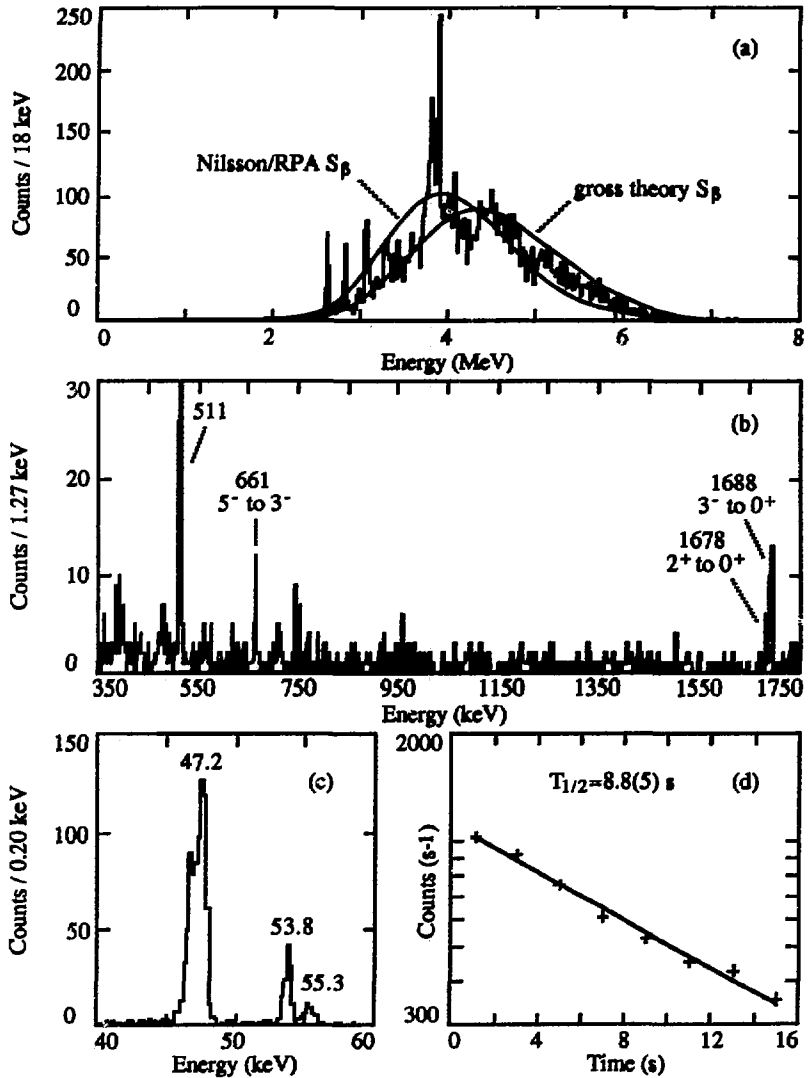 250
200
150
100
50
0
Counts / 18 keV
(a)
Nilsson/RPA Sβ
gross theory Sβ
0 2 4 6 8
Energy (MeV)
30
20
10
0
Counts / 1.27 keV
(b)
511
661
5⁻ to 3⁻
1688
3⁻ to 0⁺
1678
2⁺ to 0⁺
350 550 750 950 1150 1350 1550 1750
Energy (keV)
150
100
50
0
Counts / 0.20 keV
47.2
(c)
53.8
55.3
40 50 60
Energy (keV)
2000
300
Counts (s-1)
T1/2=8.8(5) s
(d)
0 4 8 12 16
Time (s)